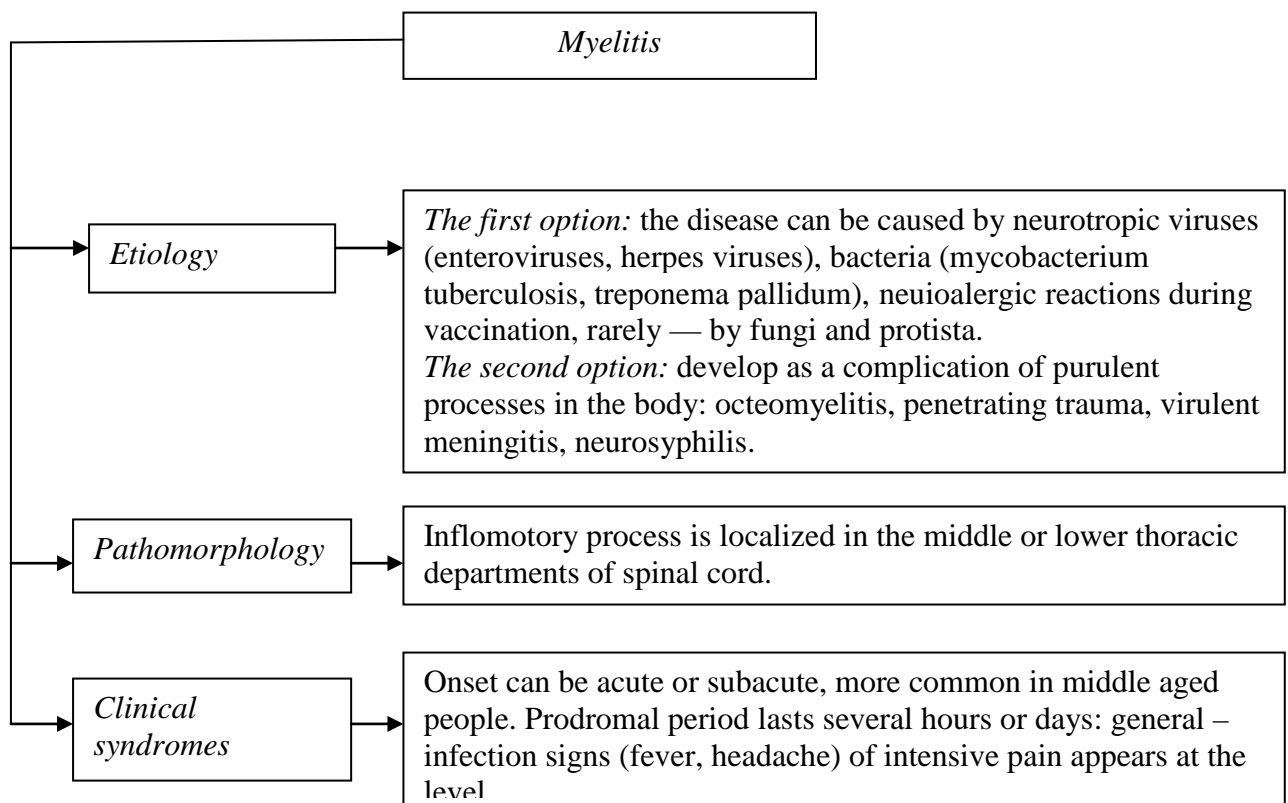 Myelitis
Etiology
The first option: the disease can be caused by neurotropic viruses
(enteroviruses, herpes viruses), bacteria (mycobacterium
tuberculosis, treponema pallidum), neuioalergic reactions during
vaccination, rarely — by fungi and protista.
The second option: develop as a complication of purulent
processes in the body: octeomyelitis, penetrating trauma, virulent
meningitis, neurosyphilis.
Pathomorphology
Inflomotory process is localized in the middle or lower thoracic
departments of spinal cord.
Clinical
syndromes
Onset can be acute or subacute, more common in middle aged
people. Prodromal period lasts several hours or days: general –
infection signs (fever, headache) of intensive pain appears at the
level